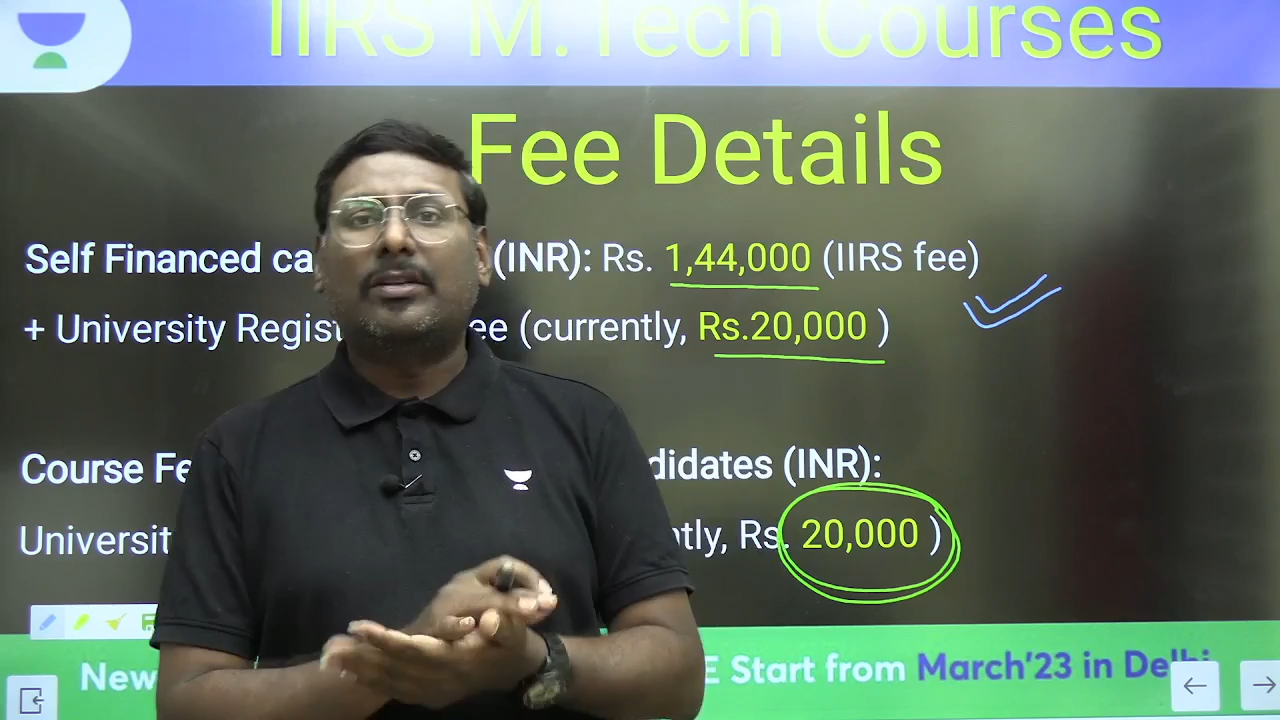 IIRS M.Tech Courses
Fee Details
Self Financed ca (INR): Rs. 1,44,000 (IIRS fee)
+ University Regist ee (currently, Rs.20,000 )
Course Fe didates (INR):
Universit ntly, Rs. 20,000 )
New E Start from March'23 in Delhi